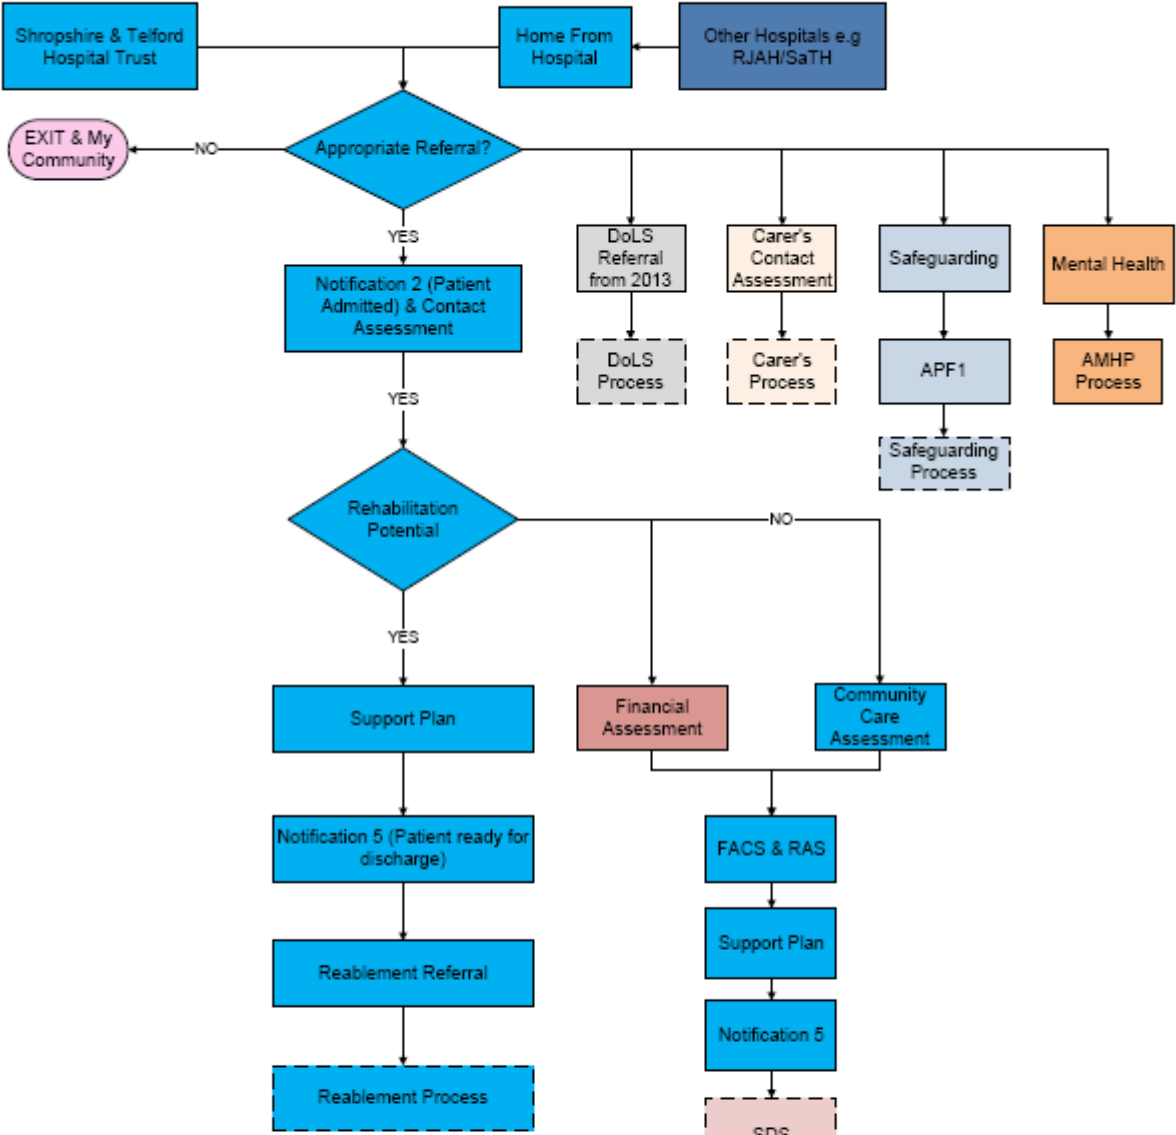 Shropshire & Telford
Hospital Trust
Home From
Hospital
Other Hospitals e.g
RJAH/SaTH
EXIT & My
Community
NO
Appropriate Referral?
YES
DoLS
Referral
from 2013
Carer's
Contact
Assessment
Safeguarding
Mental Health
Notification 2 (Patient
Admitted) & Contact
Assessment
DoLS
Process
Carer's
Process
APF1
AMHP
Process
YES
Safeguarding
Process
Rehabilitation
Potential
NO
YES
Support Plan
Financial
Assessment
Community
Care
Assessment
Notification 5 (Patient ready for
discharge)
FACS & RAS
Support Plan
Reablement Referral
Notification 5
Reablement Process
SDS